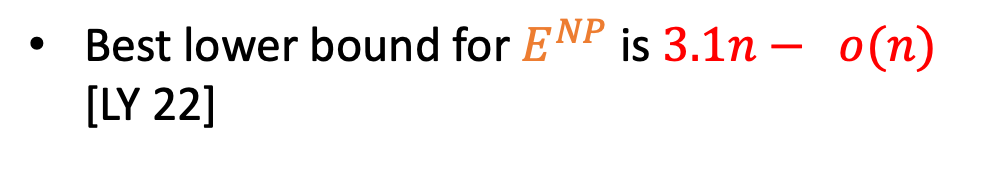 • Best lower bound for $E^{NP}$ is $3.1n - o(n)$
[LY 22]